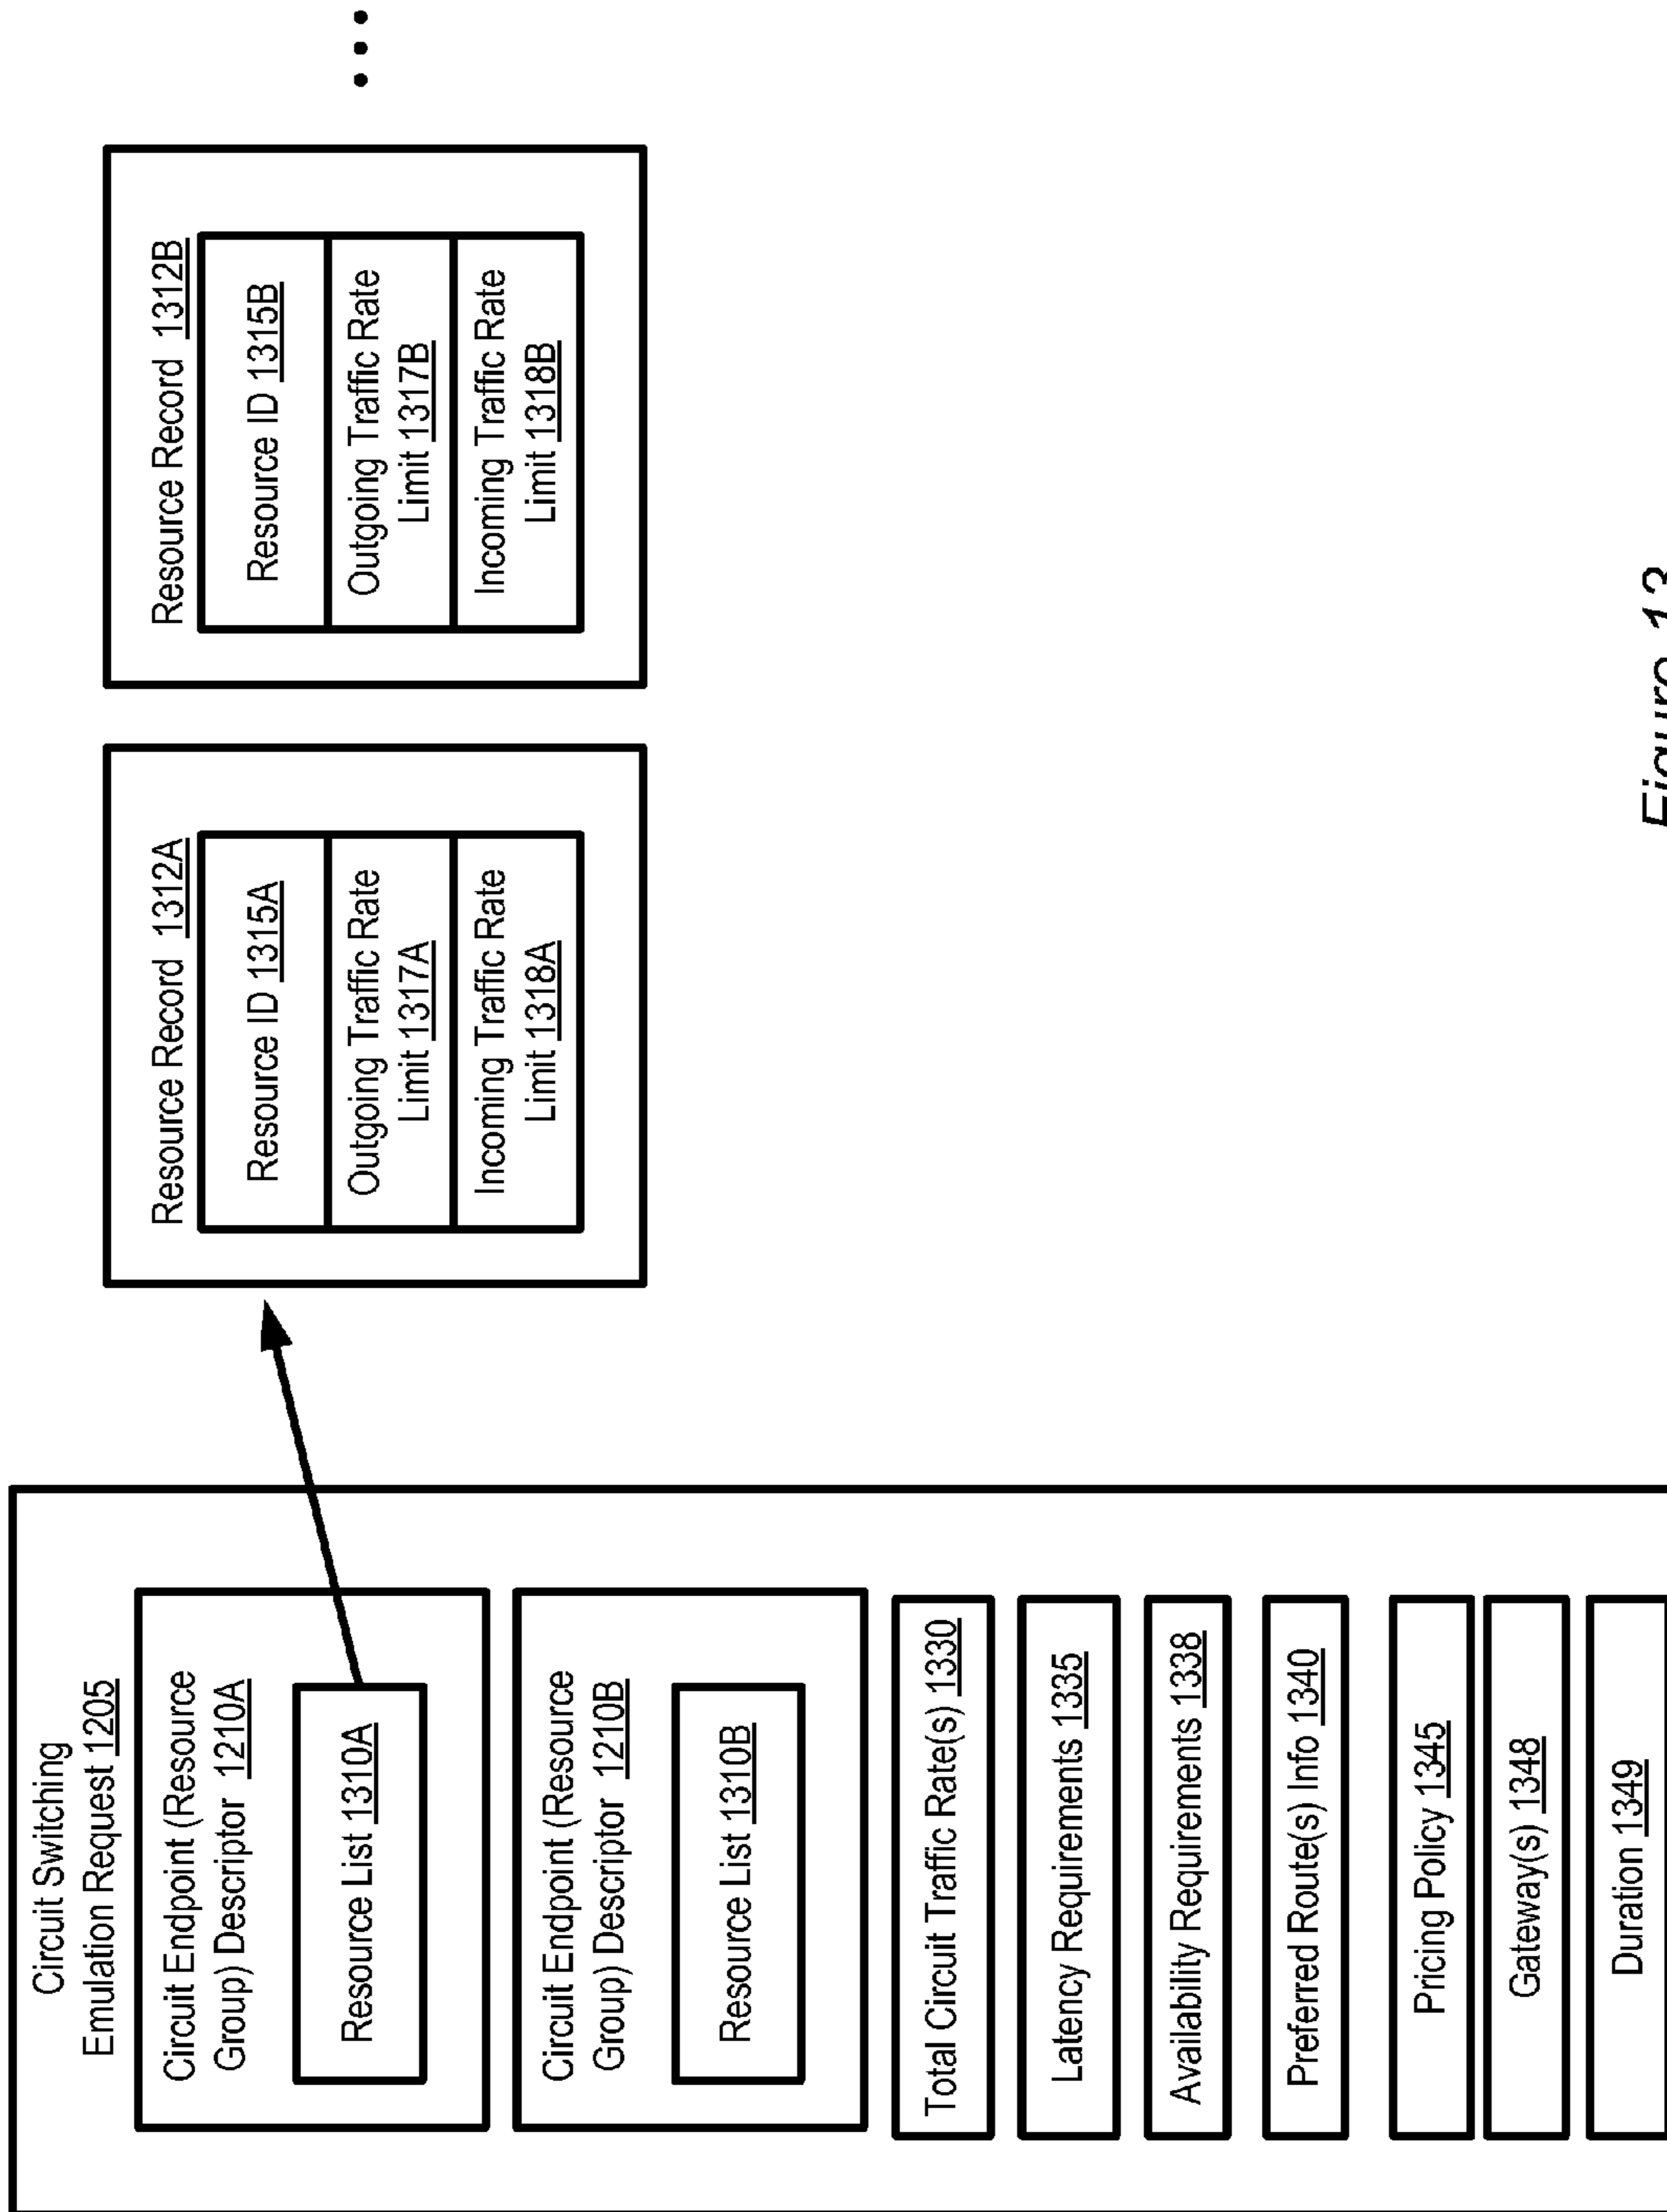 Circuit Switching
Emulation Request 1205
Circuit Endpoint (Resource
Group) Descriptor 1210A
Resource List 1310A
Circuit Endpoint (Resource
Group) Descriptor 1210B
Resource List 1310B
Total Circuit Traffic Rate(s) 1330
Latency Requirements 1335
Availability Requirements 1338
Preferred Route(s) Info 1340
Pricing Policy 1345
Gateway(s) 1348
Duration 1349
Resource Record 1312A
Resource ID 1315A
Outgoing Traffic Rate
Limit 1317A
Incoming Traffic Rate
Limit 1318A
Resource Record 1312B
Resource ID 1315B
Outgoing Traffic Rate
Limit 1317B
Incoming Traffic Rate
Limit 1318B
...
Figure 13